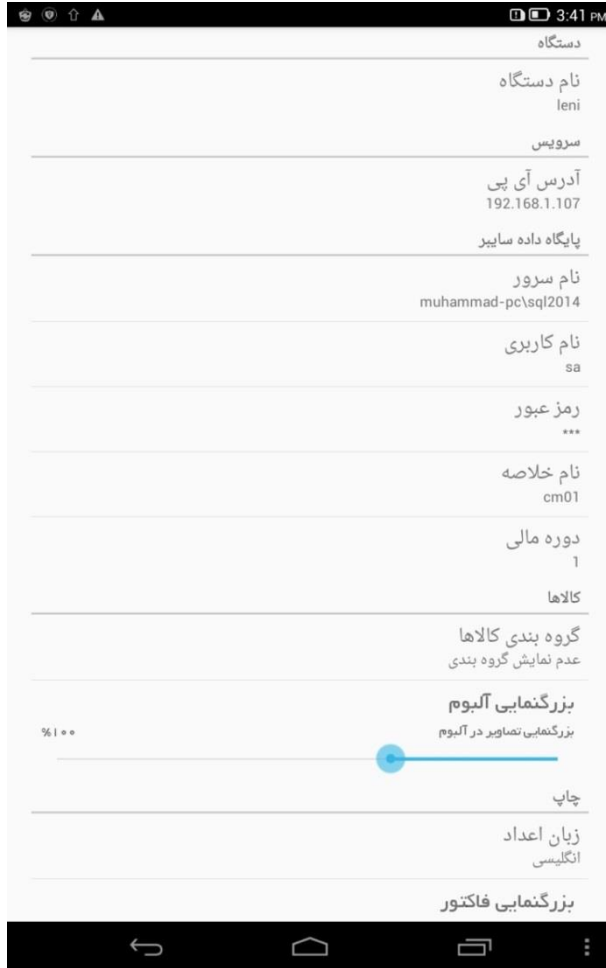 3:41 PM
دستگاه
نام دستگاه
leni
سرویس
آدرس آی پی
192.168.1.107
پایگاه داده سایبر
نام سرور
muhammad-pc\sql2014
نام کاربری
sa
رمز عبور
***
نام خلاصه
cm01
دوره مالی
1
کالاها
گروه بندی کالاها
عدم نمایش گروه بندی
بزرگنمایی آلبوم
بزرگنمایی تصاویر در آلبوم
%۱۰۰
چاپ
زبان اعداد
انگلیسی
بزرگنمایی فاکتور